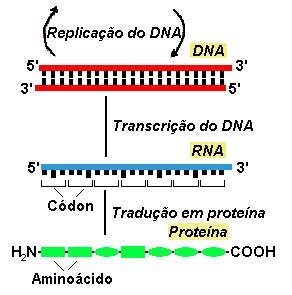 Replicação do DNA
DNA
5' 3'
3' 5'
Transcrição do DNA
RNA
5' 3'
Códon
Tradução em proteína
Proteína
H₂N COOH
Aminoácido